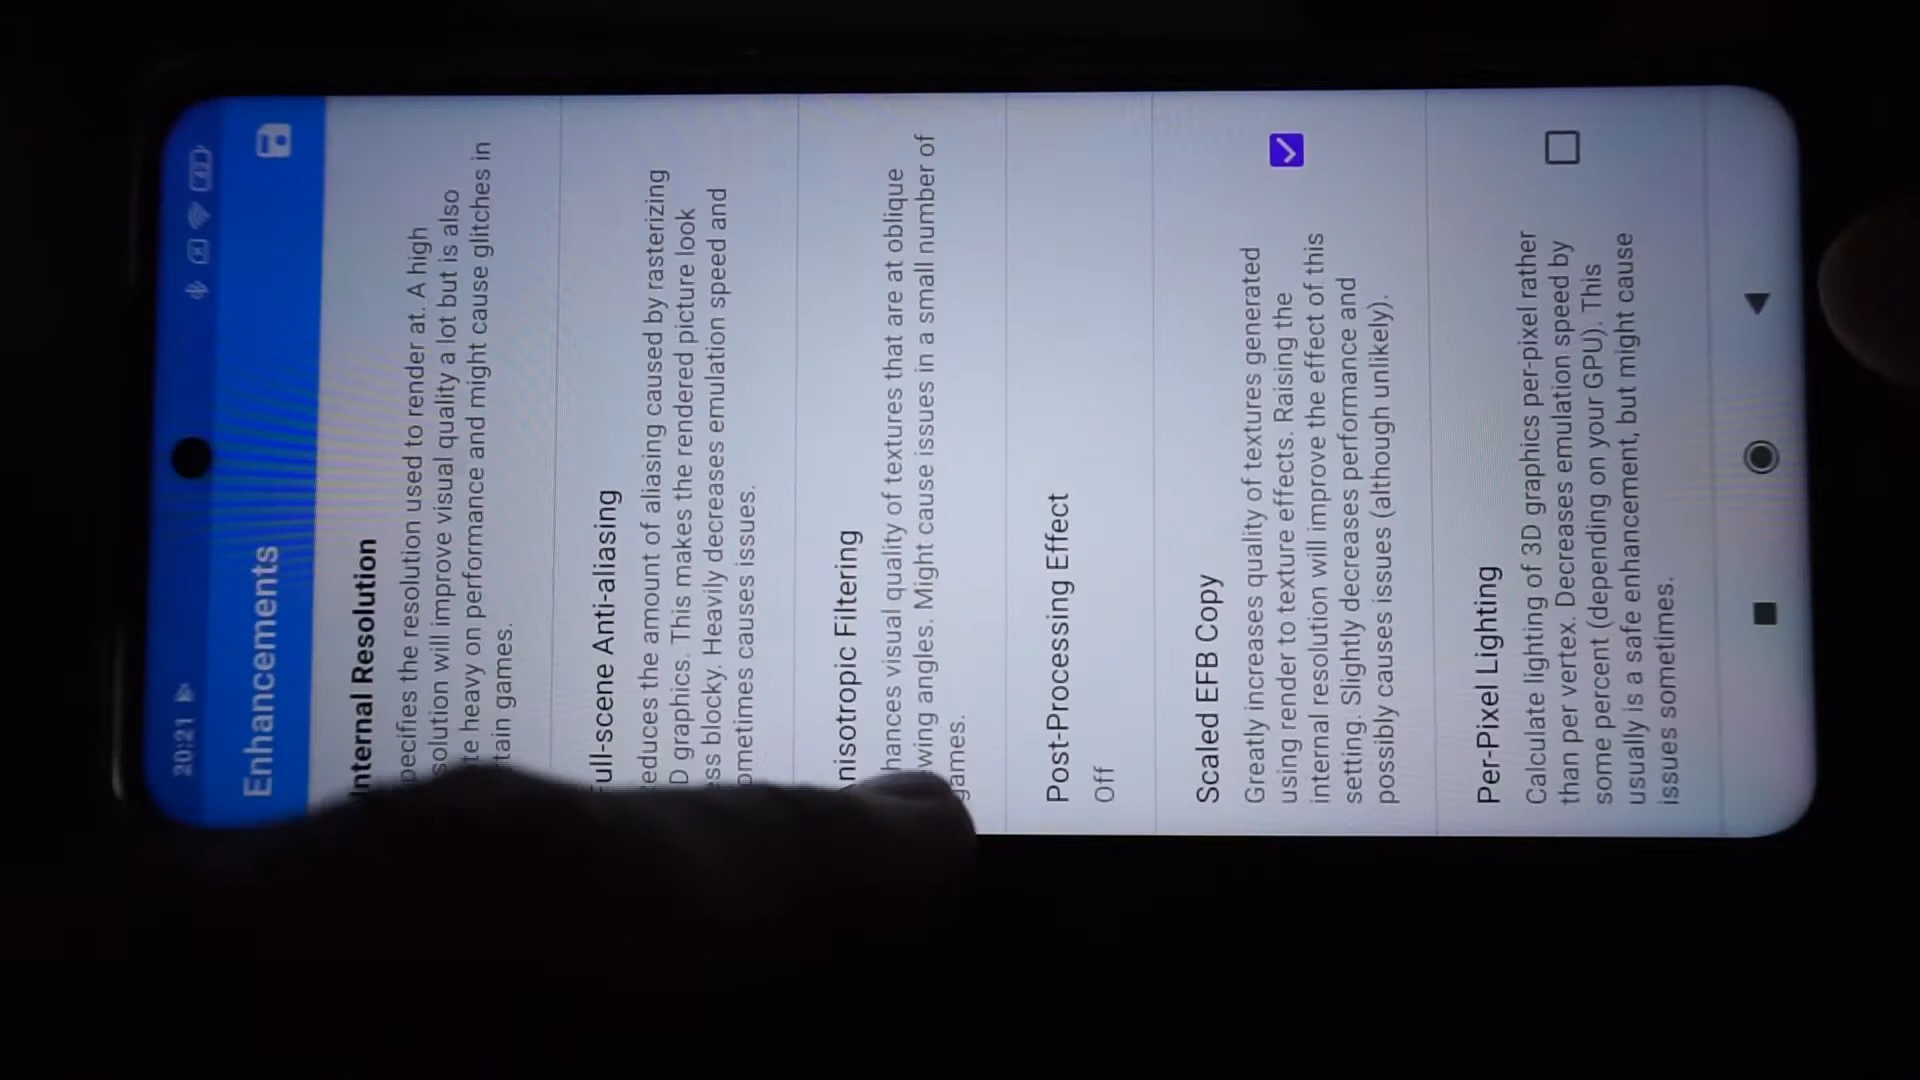 20:21
Enhancements
Internal Resolution
pecifies the resolution used to render at. A high
solution will improve visual quality a lot but is also
te heavy on performance and might cause glitches in
tain games.
ull-scene Anti-aliasing
educes the amount of aliasing caused by rasterizing
D graphics. This makes the rendered picture look
ss blocky. Heavily decreases emulation speed and
ometimes causes issues.
nisotropic Filtering
hances visual quality of textures that are at oblique
wing angles. Might cause issues in a small number of
games.
Post-Processing Effect
Off
Scaled EFB Copy
Greatly increases quality of textures generated
using render to texture effects. Raising the
internal resolution will improve the effect of this
setting. Slightly decreases performance and
possibly causes issues (although unlikely).
Per-Pixel Lighting
Calculate lighting of 3D graphics per-pixel rather
than per vertex. Decreases emulation speed by
some percent (depending on your GPU). This
usually is a safe enhancement, but might cause
issues sometimes.